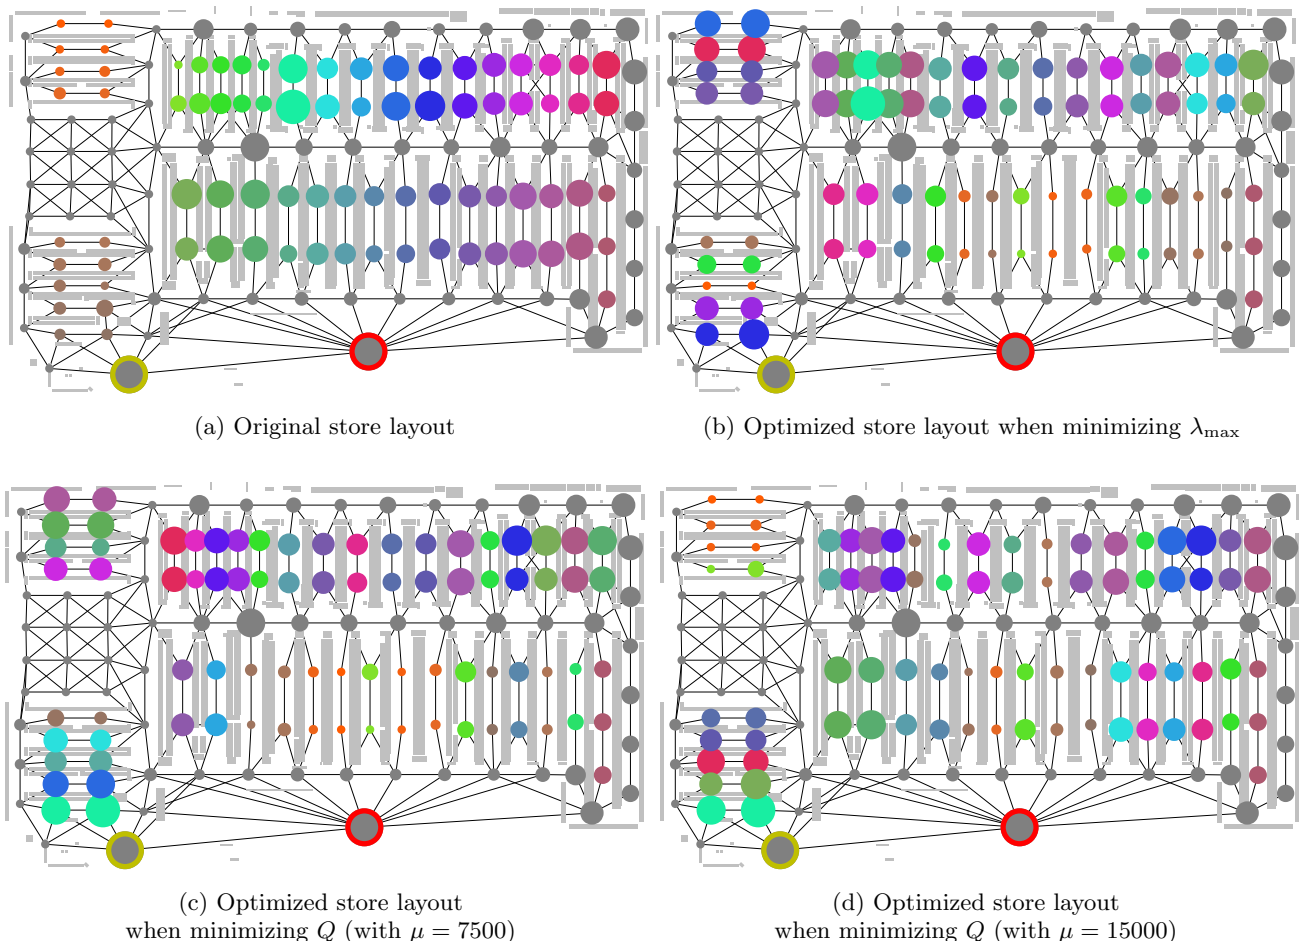 (a) Original store layout
(b) Optimized store layout when minimizing λmax
(c) Optimized store layout
when minimizing Q (with μ = 7500)
(d) Optimized store layout
when minimizing Q (with μ = 15000)